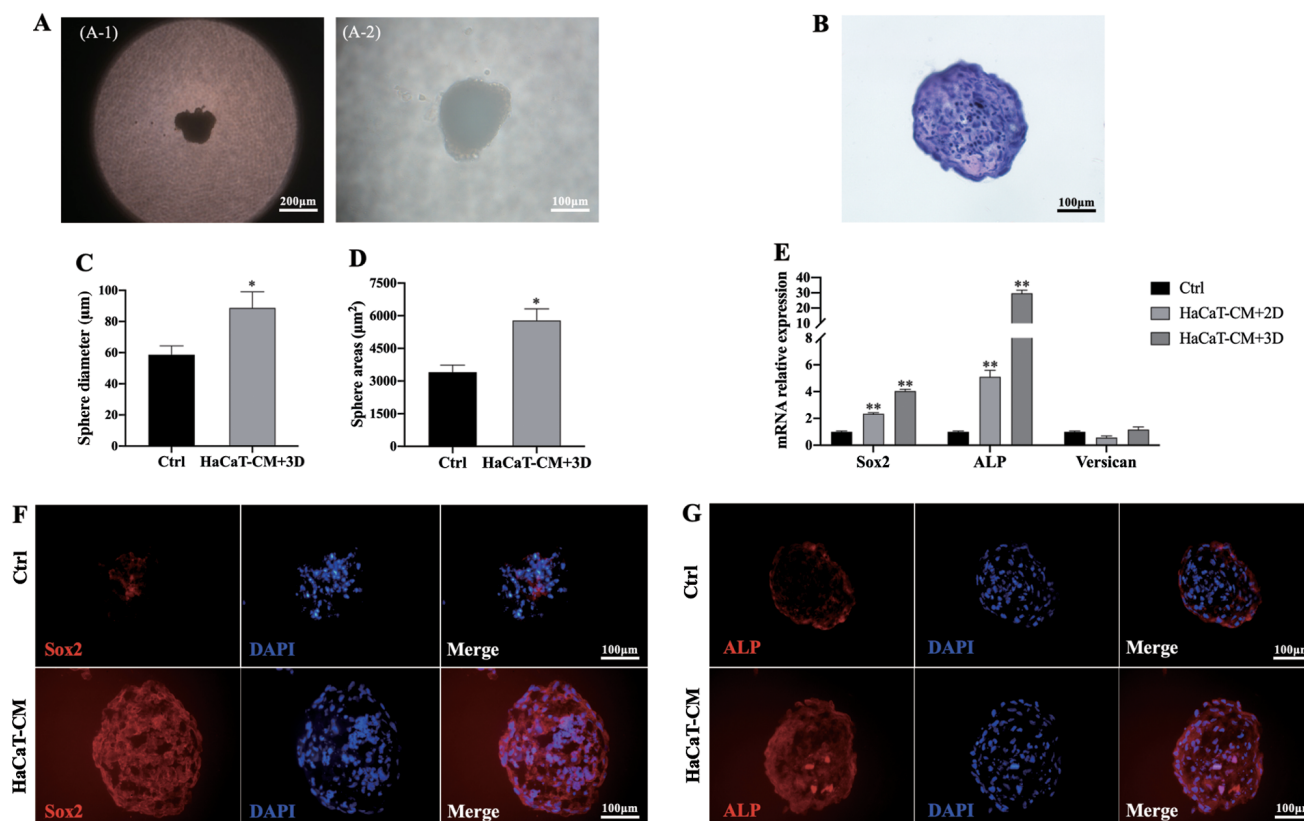 A
(A-1)
200μm
(A-2)
100μm
B
100μm
C
Sphere diameter (μm)
100
80
60
40
20
0
Ctrl
HaCaT-CM+3D
*
D
Sphere areas (μm²)
7500
6000
4500
3000
1500
0
Ctrl
HaCaT-CM+3D
*
E
mRNA relative expression
40
30
20
10
8
6
4
2
0
**
**
**
**
Sox2
ALP
Versican
Ctrl
HaCaT-CM+2D
HaCaT-CM+3D
F
Ctrl
Sox2
DAPI
Merge
100μm
HaCaT-CM
Sox2
DAPI
Merge
100μm
G
Ctrl
ALP
DAPI
Merge
100μm
HaCaT-CM
ALP
DAPI
Merge
100μm